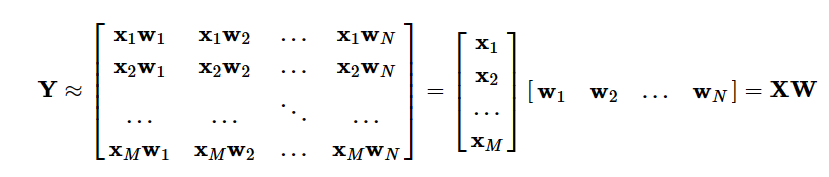 Y ≈ [ x₁w₁ x₁w₂ … x₁w_N ; x₂w₁ x₂w₂ … x₂w_N ; … … ⋱ … ; x_Mw₁ x_Mw₂ … x_Mw_N ] = [ x₁ ; x₂ ; … ; x_M ] [ w₁ w₂ … w_N ] = XW